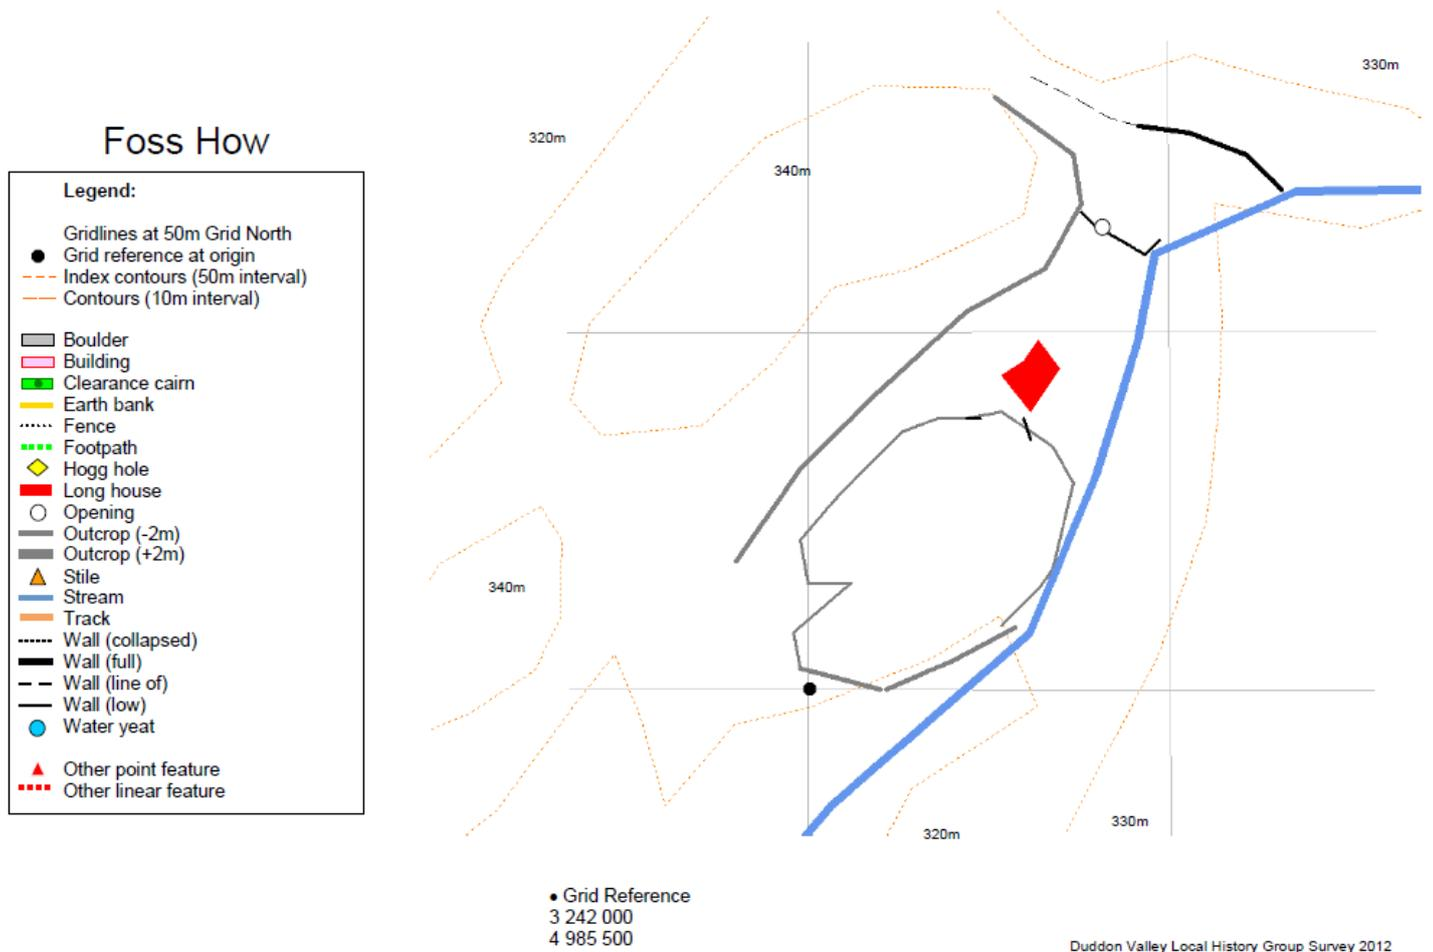 Foss How
Legend:
Gridlines at 50m Grid North
Grid reference at origin
Index contours (50m interval)
Contours (10m interval)
Boulder
Building
Clearance cairn
Earth bank
Fence
Footpath
Hogg hole
Long house
Opening
Outcrop (-2m)
Outcrop (+2m)
Stile
Stream
Track
Wall (collapsed)
Wall (full)
Wall (line of)
Wall (low)
Water yeat
Other point feature
Other linear feature
330m
320m
340m
340m
330m
320m
• Grid Reference
3 242 000
4 985 500
Duddon Valley Local History Group Survey 2012